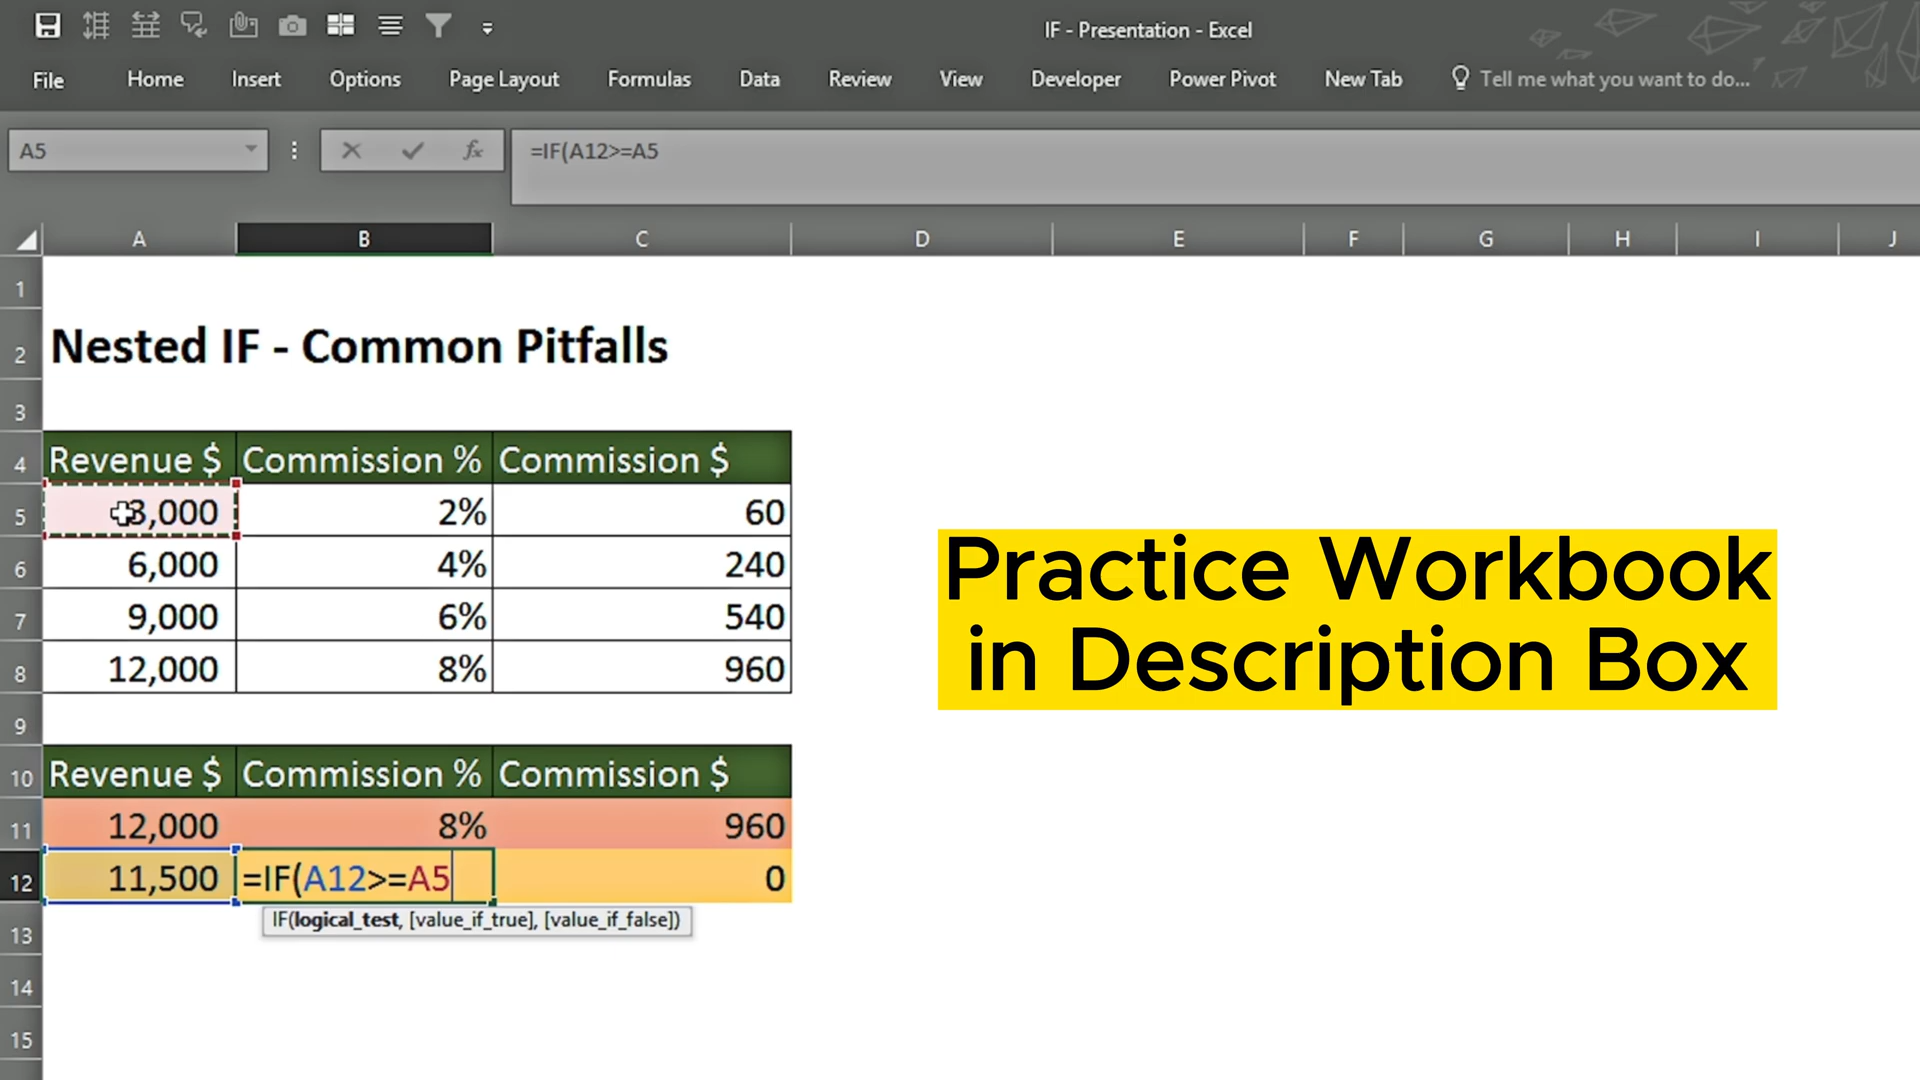 IF - Presentation - Excel
File Home Insert Options Page Layout Formulas Data Review View Developer Power Pivot New Tab Tell me what you want to do...
A5 fx =IF(A12>=A5
A B C D E F G H I J
1
2 Nested IF - Common Pitfalls
3
4 Revenue $ Commission % Commission $
5 3,000 2% 60
6 6,000 4% 240
7 9,000 6% 540
8 12,000 8% 960
9
10 Revenue $ Commission % Commission $
11 12,000 8% 960
12 11,500 =IF(A12>=A5 0
IF(logical_test, [value_if_true], [value_if_false])
13
14
15
Practice Workbook
in Description Box